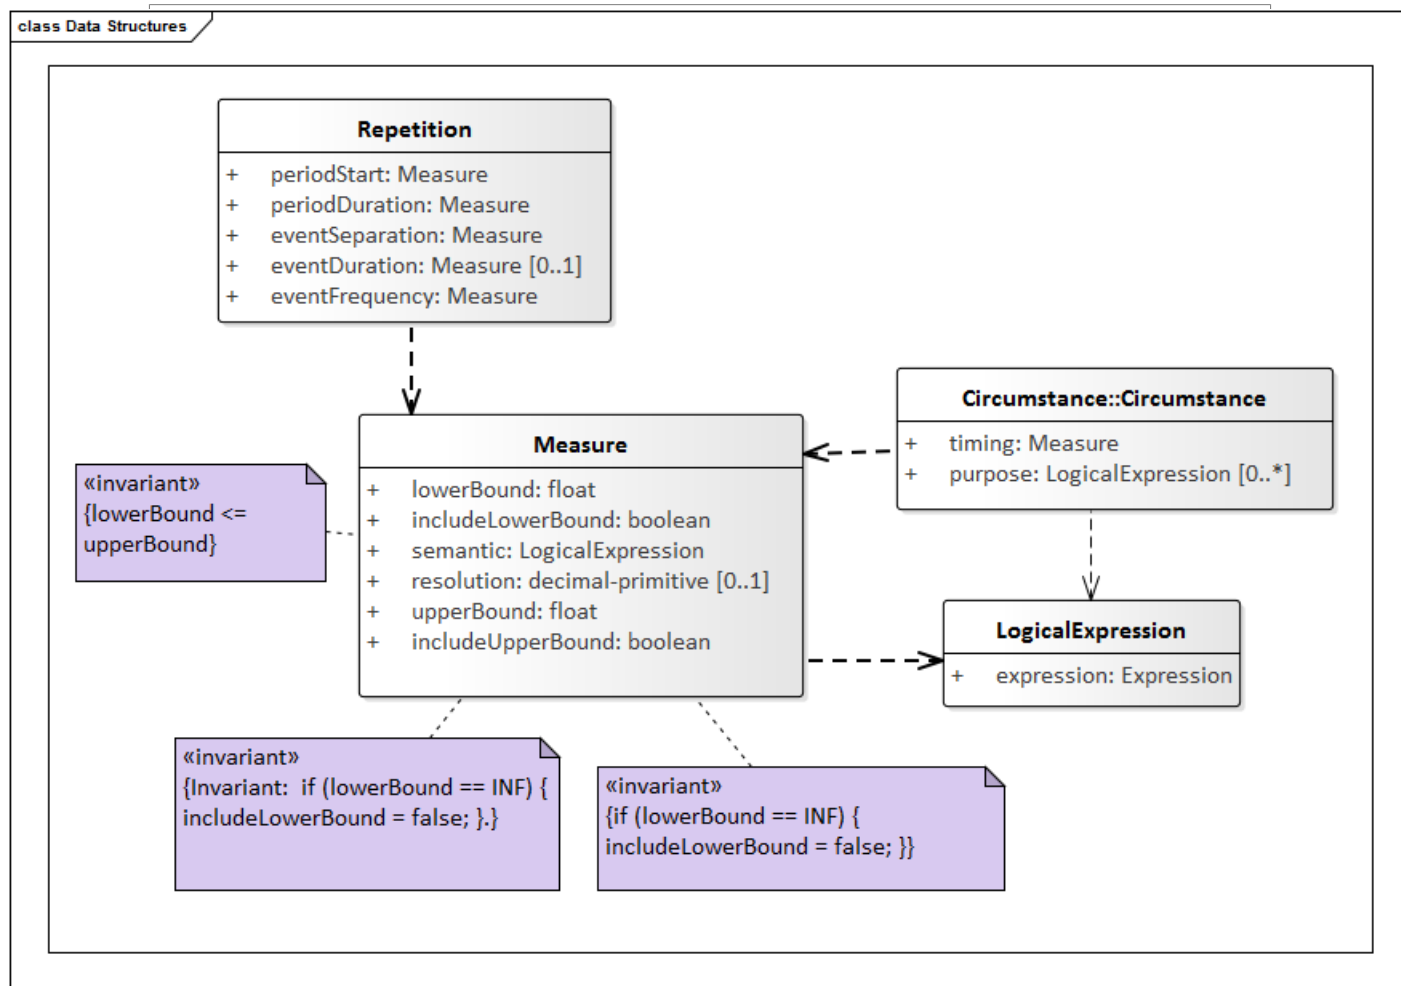 class Data Structures
Repetition
+ periodStart: Measure
+ periodDuration: Measure
+ eventSeparation: Measure
+ eventDuration: Measure [0..1]
+ eventFrequency: Measure
Circumstance::Circumstance
+ timing: Measure
+ purpose: LogicalExpression [0..*]
Measure
+ lowerBound: float
+ includeLowerBound: boolean
+ semantic: LogicalExpression
+ resolution: decimal-primitive [0..1]
+ upperBound: float
+ includeUpperBound: boolean
«invariant»
{lowerBound <=
upperBound}
LogicalExpression
+ expression: Expression
«invariant»
{Invariant:  if (lowerBound == INF) {
includeLowerBound = false; }.}
«invariant»
{if (lowerBound == INF) {
includeLowerBound = false; }}